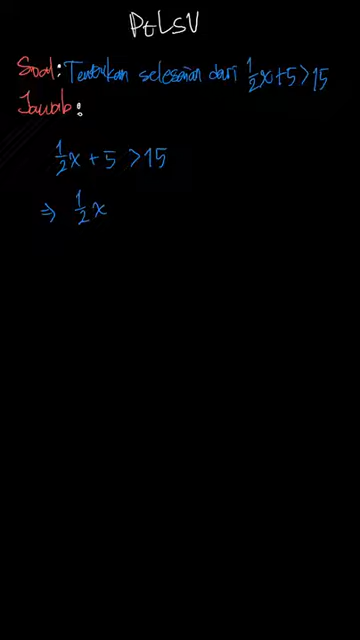 PtLSV
Soal: Tentukan selesaian dari 1/2x+5>15
Jawab:
1/2x + 5 > 15
⇒ 1/2x